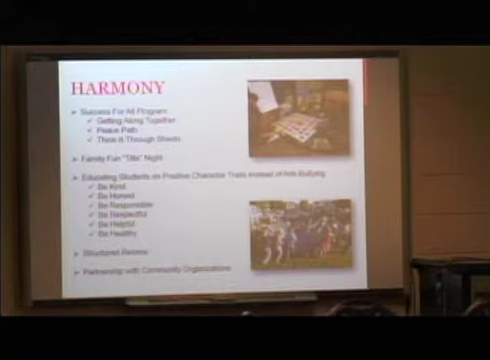 HARMONY
Success For All Program
Getting Along Together
Peace Path
Think It Through Sheets
Family Fun "Title" Night
Educating Students on Positive Character Traits instead of Anti-Bullying
Be Kind
Be Honest
Be Responsible
Be Respectful
Be Helpful
Be Healthy
Structured Recess
Partnership with Community Organizations